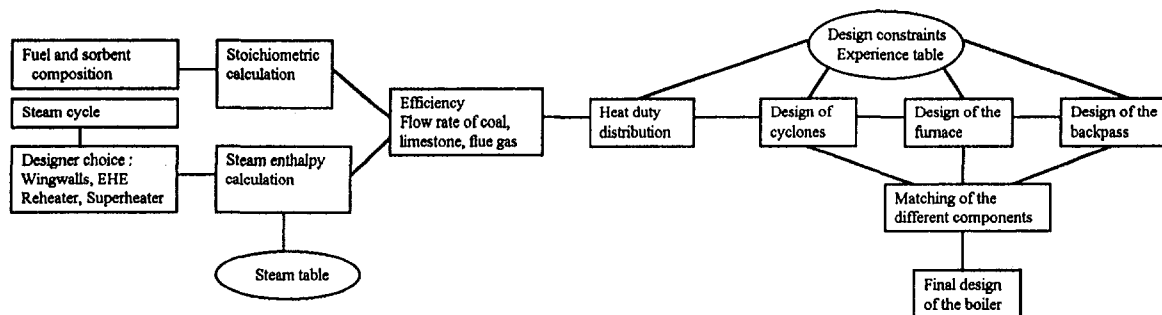 Fuel and sorbent
composition
Stoichiometric
calculation
Steam cycle
Designer choice :
Wingwalls, EHE
Reheater, Superheater
Steam enthalpy
calculation
Steam table
Efficiency
Flow rate of coal,
limestone, flue gas
Heat duty
distribution
Design constraints
Experience table
Design of
cyclones
Design of the
furnace
Design of the
backpass
Matching of the
different components
Final design
of the boiler